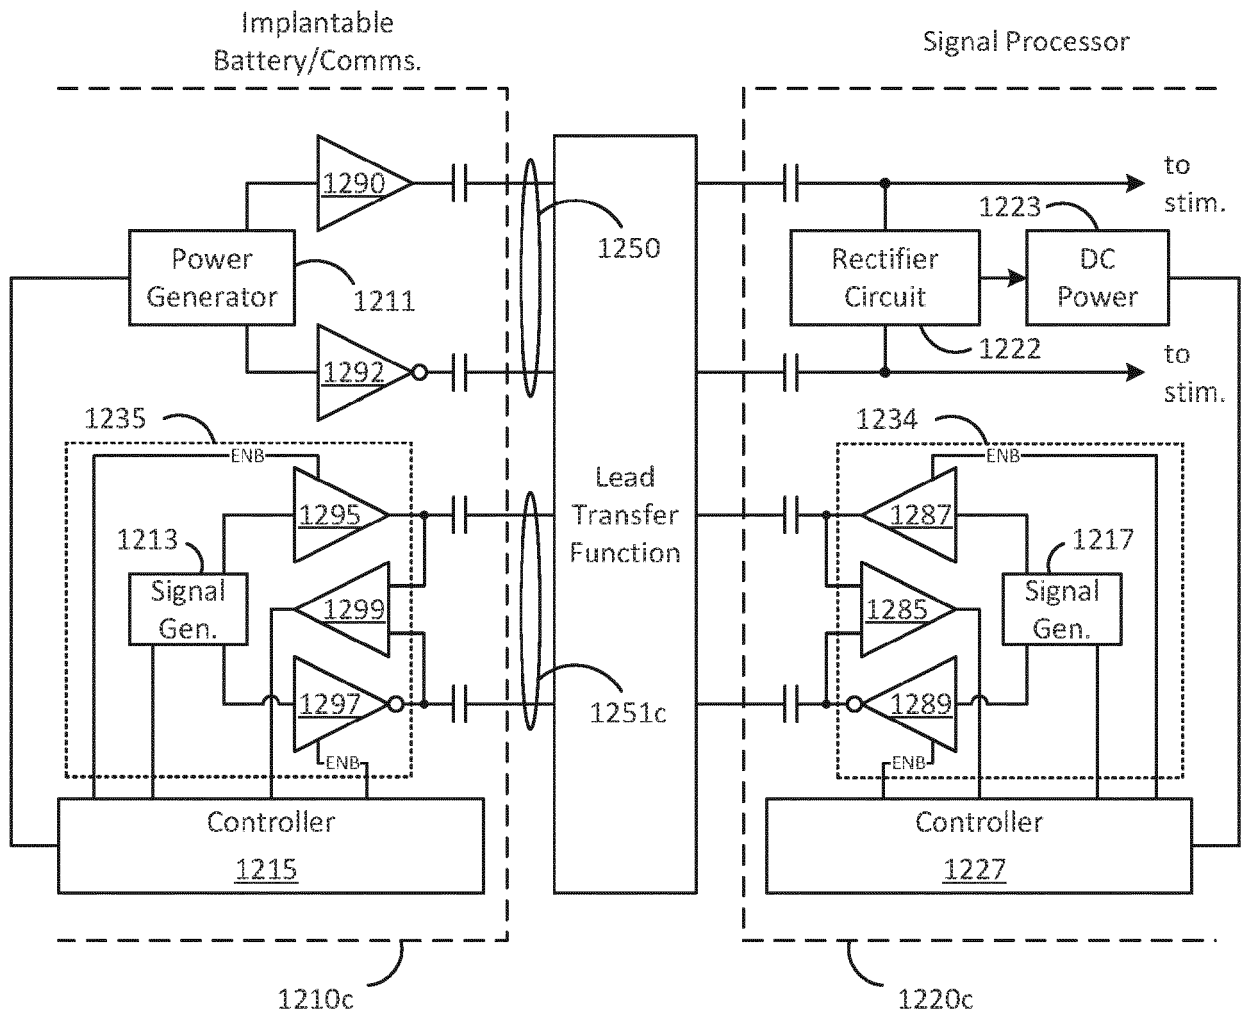 Implantable
Battery/Comms.
Signal Processor
1290
to
stim.
1223
1250
Power
Generator
1211
Rectifier
Circuit
DC
Power
1222
1292
to
stim.
1235
1234
ENB
ENB
Lead
Transfer
Function
1295
1287
1213
1217
Signal
Gen.
1299
1285
Signal
Gen.
1297
1289
1251c
ENB
ENB
Controller
1215
Controller
1227
1210c
1220c